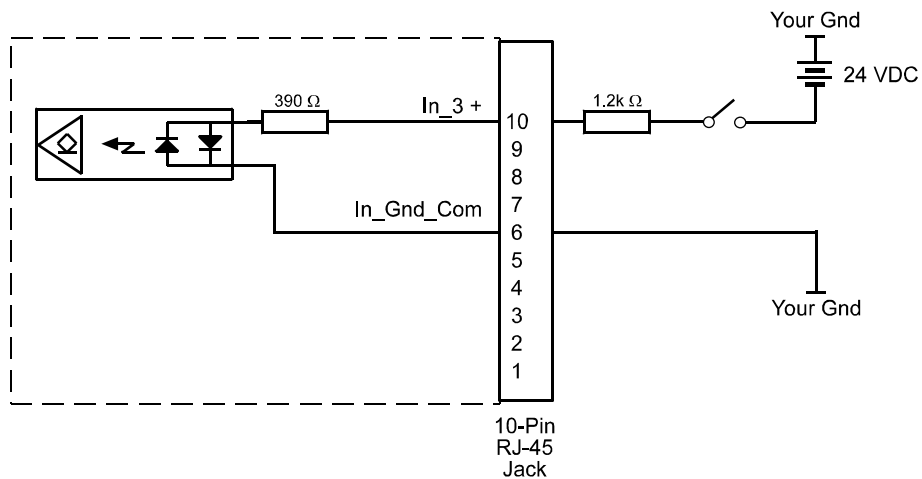 Your Gnd
24 VDC
390 Ω
In_3 +
1.2k Ω
10
9
8
7
In_Gnd_Com
6
5
4
3
2
1
Your Gnd
10-Pin
RJ-45
Jack